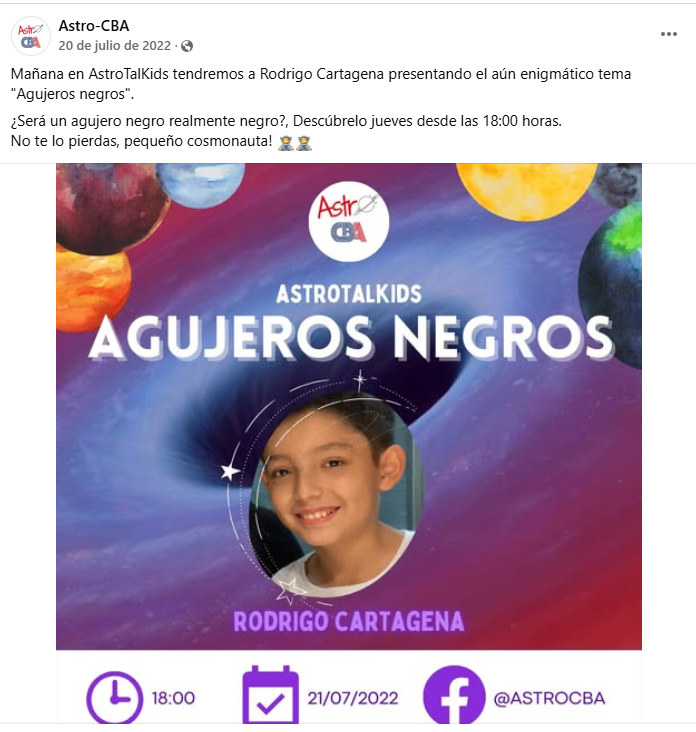 Astro-CBA
20 de julio de 2022 ·
Mañana en AstroTalKids tendremos a Rodrigo Cartagena presentando el aún enigmático tema
"Agujeros negros".
¿Será un agujero negro realmente negro?, Descúbrelo jueves desde las 18:00 horas.
No te lo pierdas, pequeño cosmonauta!
Astro
CBA
ASTROTALKIDS
AGUJEROS NEGROS
RODRIGO CARTAGENA
18:00
21/07/2022
@ASTROCBA